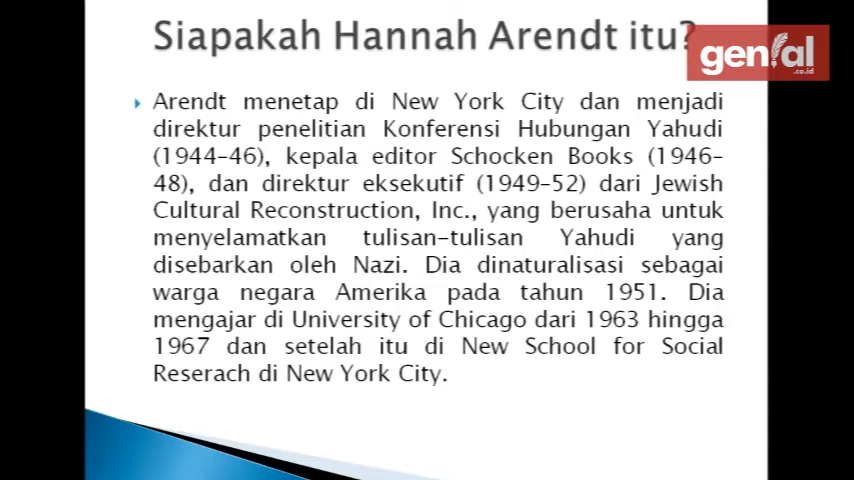 Siapakah Hannah Arendt itu?
genial
.co.id
Arendt menetap di New York City dan menjadi
direktur penelitian Konferensi Hubungan Yahudi
(1944-46), kepala editor Schocken Books (1946-
48), dan direktur eksekutif (1949-52) dari Jewish
Cultural Reconstruction, Inc., yang berusaha untuk
menyelamatkan tulisan-tulisan Yahudi yang
disebarkan oleh Nazi. Dia dinaturalisasi sebagai
warga negara Amerika pada tahun 1951. Dia
mengajar di University of Chicago dari 1963 hingga
1967 dan setelah itu di New School for Social
Reserach di New York City.